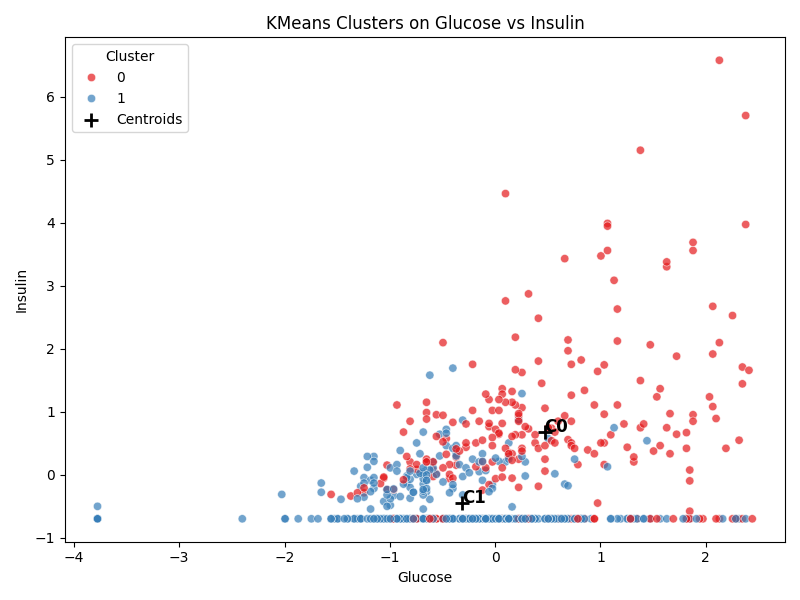 KMeans Clusters on Glucose vs Insulin
Cluster
0
1
Centroids
6
5
4
3
2
1
0
−1
Insulin
C0
C1
−4
−3
−2
−1
0
1
2
Glucose